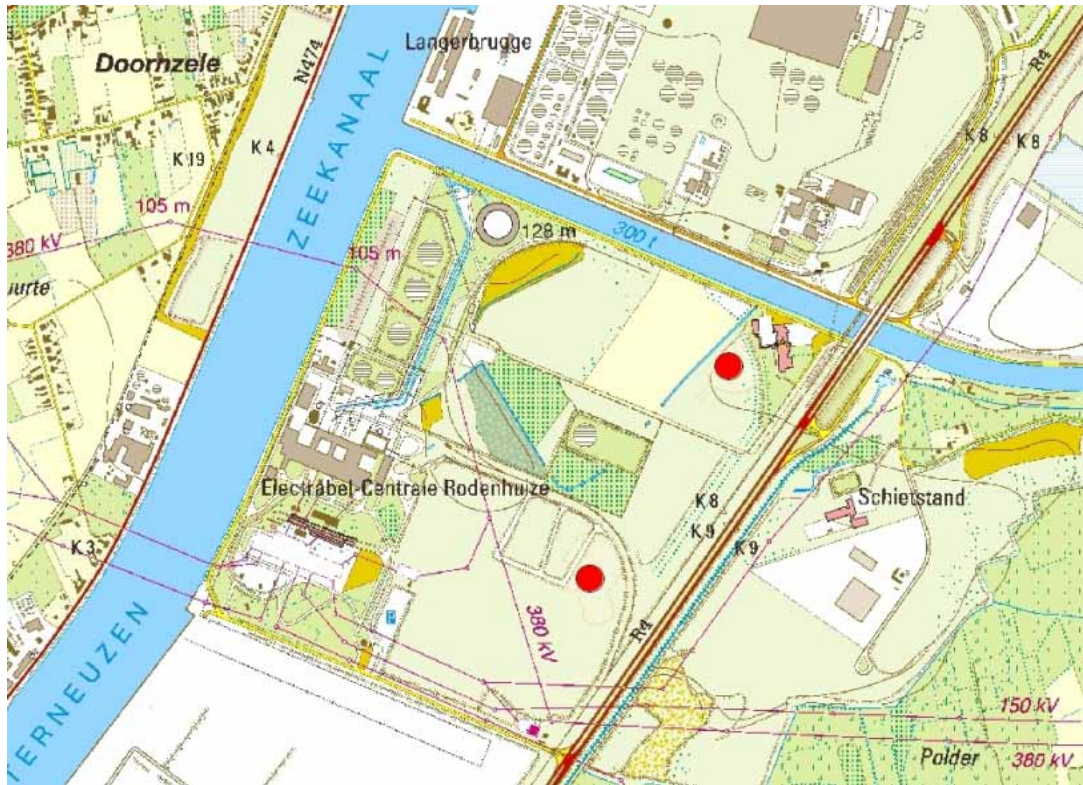 Langerbrugge
Doornzele
N474
R4
K 8
K 8
K 19
K 4
ZEEKANAAL
105 m
380 kV
105 m
128 m
300 t
uurte
Electrabel-Centrale Rodenhuize
K 8
Schietstand
K 9
K 9
K 3
380 kV
R4
TERNEUZEN
150 kV
Polder
380 kV